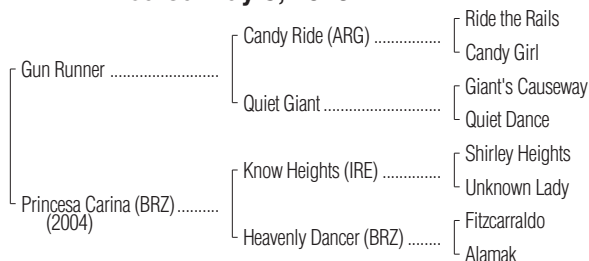 Ride the Rails
Candy Ride (ARG) ...............
Candy Girl
Gun Runner ........................
Giant's Causeway
Quiet Giant ..........................
Quiet Dance
Shirley Heights
Know Heights (IRE) .............
Unknown Lady
Princesa Carina (BRZ) .........
(2004)
Fitzcarraldo
Heavenly Dancer (BRZ) .......
Alamak